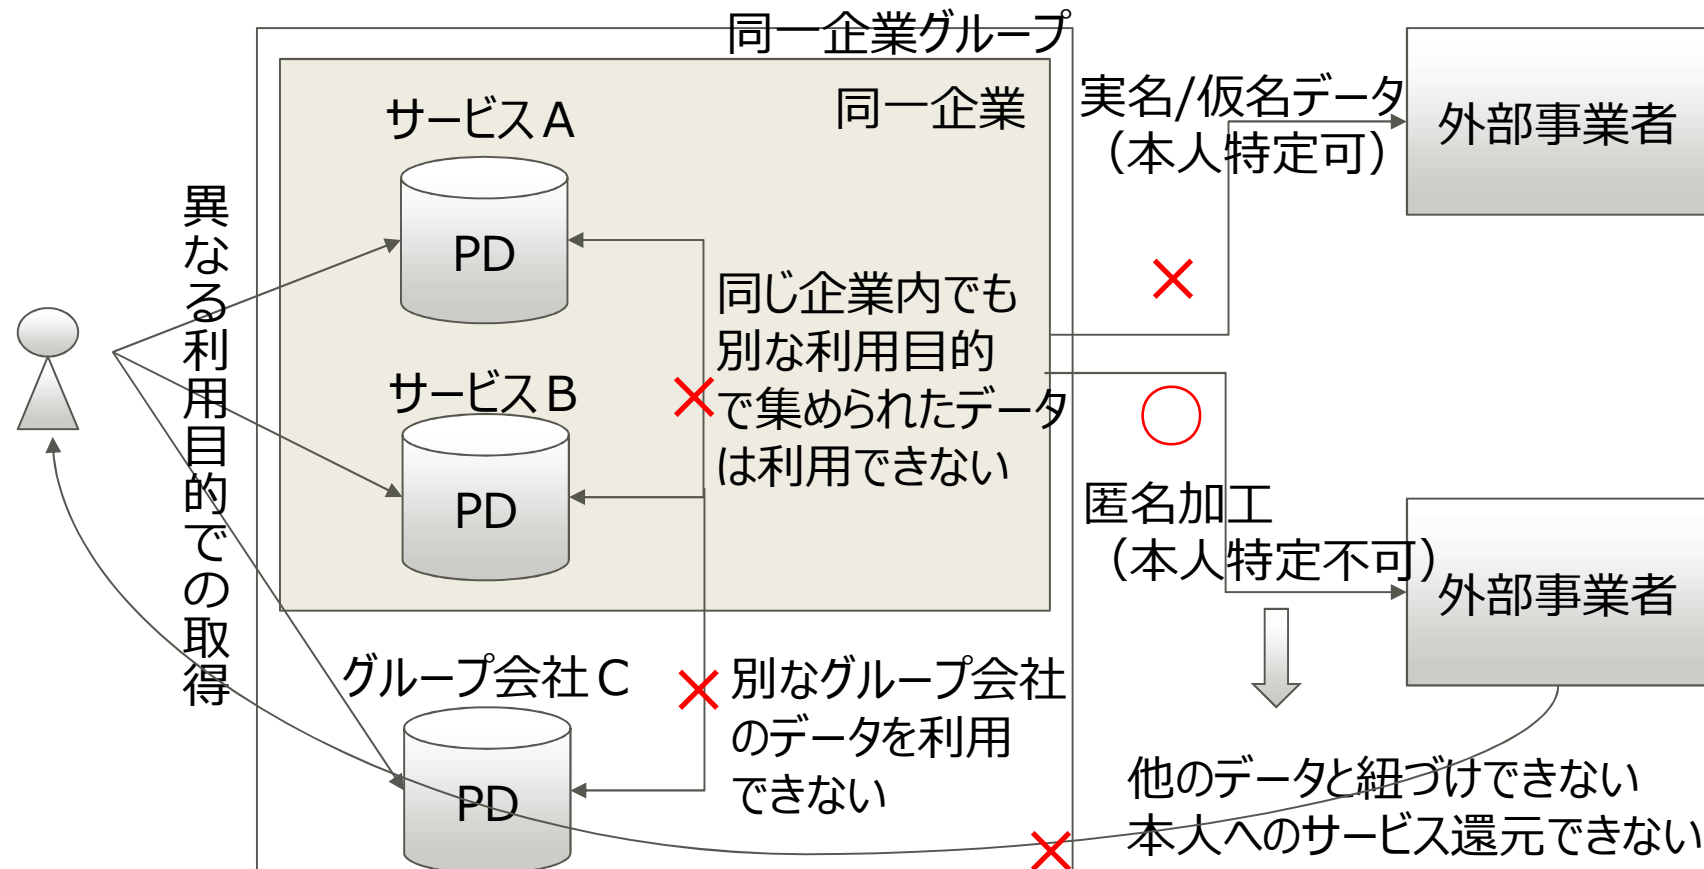 同一企業グループ
同一企業
サービスA
PD
サービスB
PD
グループ会社C
PD
異なる利用目的での取得
同じ企業内でも
別な利用目的
で集められたデータ
は利用できない
別なグループ会社
のデータを利用
できない
実名/仮名データ
（本人特定可）
外部事業者
匿名加工
（本人特定不可）
外部事業者
他のデータと紐づけできない
本人へのサービス還元できない